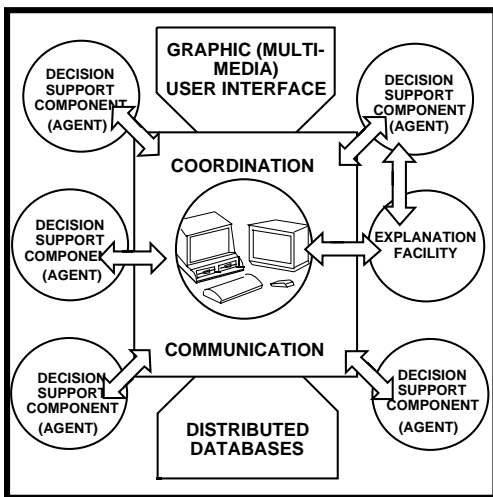 GRAPHIC (MULTI-
MEDIA)
USER INTERFACE
DECISION
SUPPORT
COMPONENT
(AGENT)
DECISION
SUPPORT
COMPONENT
(AGENT)
COORDINATION
DECISION
SUPPORT
COMPONENT
(AGENT)
EXPLANATION
FACILITY
COMMUNICATION
DECISION
SUPPORT
COMPONENT
(AGENT)
DECISION
SUPPORT
COMPONENT
(AGENT)
DISTRIBUTED
DATABASES